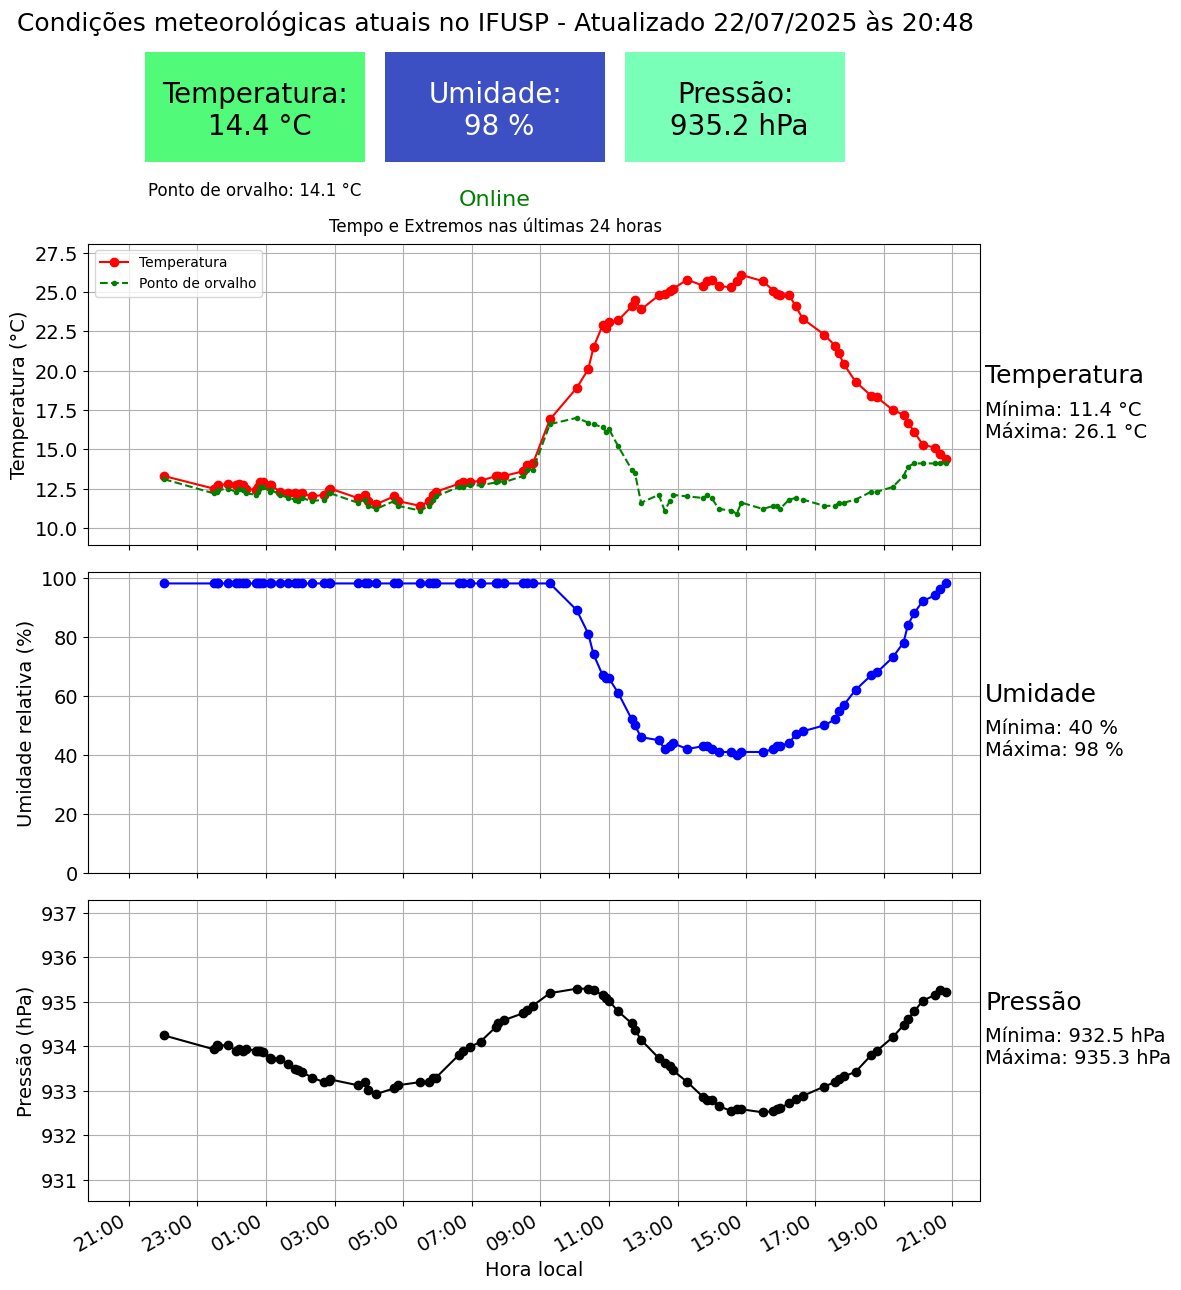 Condições meteorológicas atuais no IFUSP - Atualizado 22/07/2025 às 20:48
Temperatura:
14.4 °C
Umidade:
98 %
Pressão:
935.2 hPa
Ponto de orvalho: 14.1 °C
Online
Tempo e Extremos nas últimas 24 horas
27.5
25.0
22.5
20.0
17.5
15.0
12.5
10.0
Temperatura (°C)
Temperatura
Ponto de orvalho
Temperatura
Mínima: 11.4 °C
Máxima: 26.1 °C
100
80
60
40
20
0
Umidade relativa (%)
Umidade
Mínima: 40 %
Máxima: 98 %
937
936
935
934
933
932
931
Pressão (hPa)
Pressão
Mínima: 932.5 hPa
Máxima: 935.3 hPa
21:00 23:00 01:00 03:00 05:00 07:00 09:00 11:00 13:00 15:00 17:00 19:00 21:00
Hora local